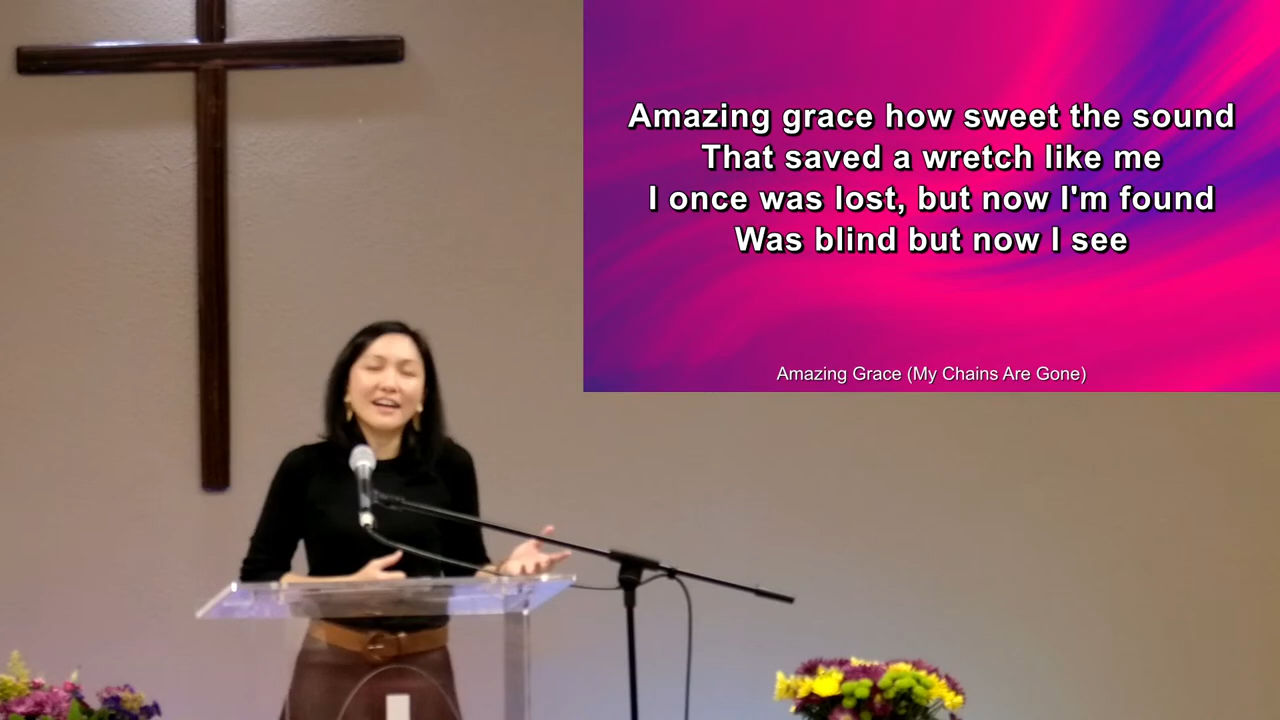 Amazing grace how sweet the sound
That saved a wretch like me
I once was lost, but now I'm found
Was blind but now I see
Amazing Grace (My Chains Are Gone)